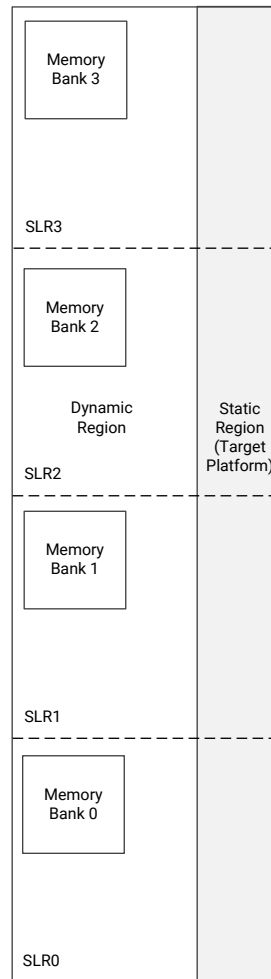 Memory
Bank 3
SLR3
Memory
Bank 2
Dynamic
Region
Static
Region
(Target
Platform)
SLR2
Memory
Bank 1
SLR1
Memory
Bank 0
SLR0